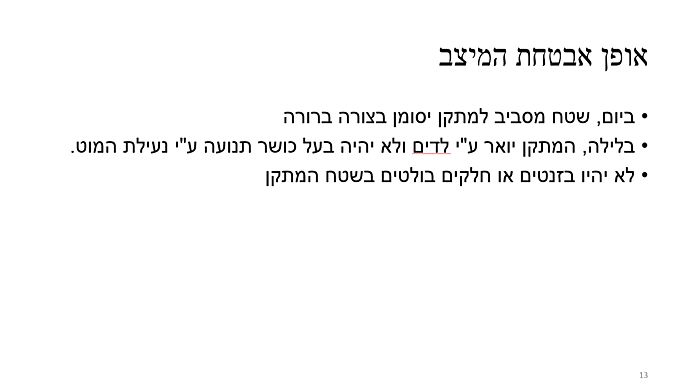 אופן אבטחת המיצב
• ביום, שטח מסביב למתקן יסומן בצורה ברורה
• בלילה, המתקן יואר ע"י לדים ולא יהיה בעל כושר תנועה ע"י נעילת המוט.
• לא יהיו בזנטים או חלקים בולטים בשטח המתקן
13